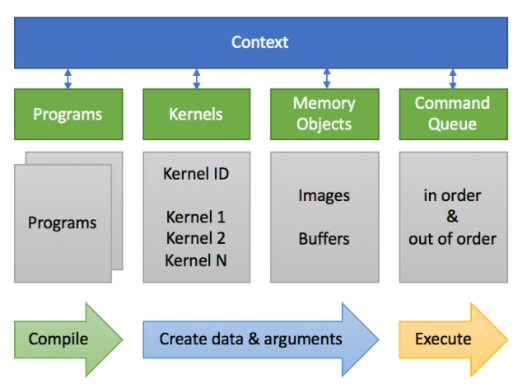 Context
Programs
Kernels
Memory
Objects
Command
Queue
Programs
Kernel ID
Kernel 1
Kernel 2
Kernel N
Images
Buffers
in order
&
out of order
Compile
Create data & arguments
Execute